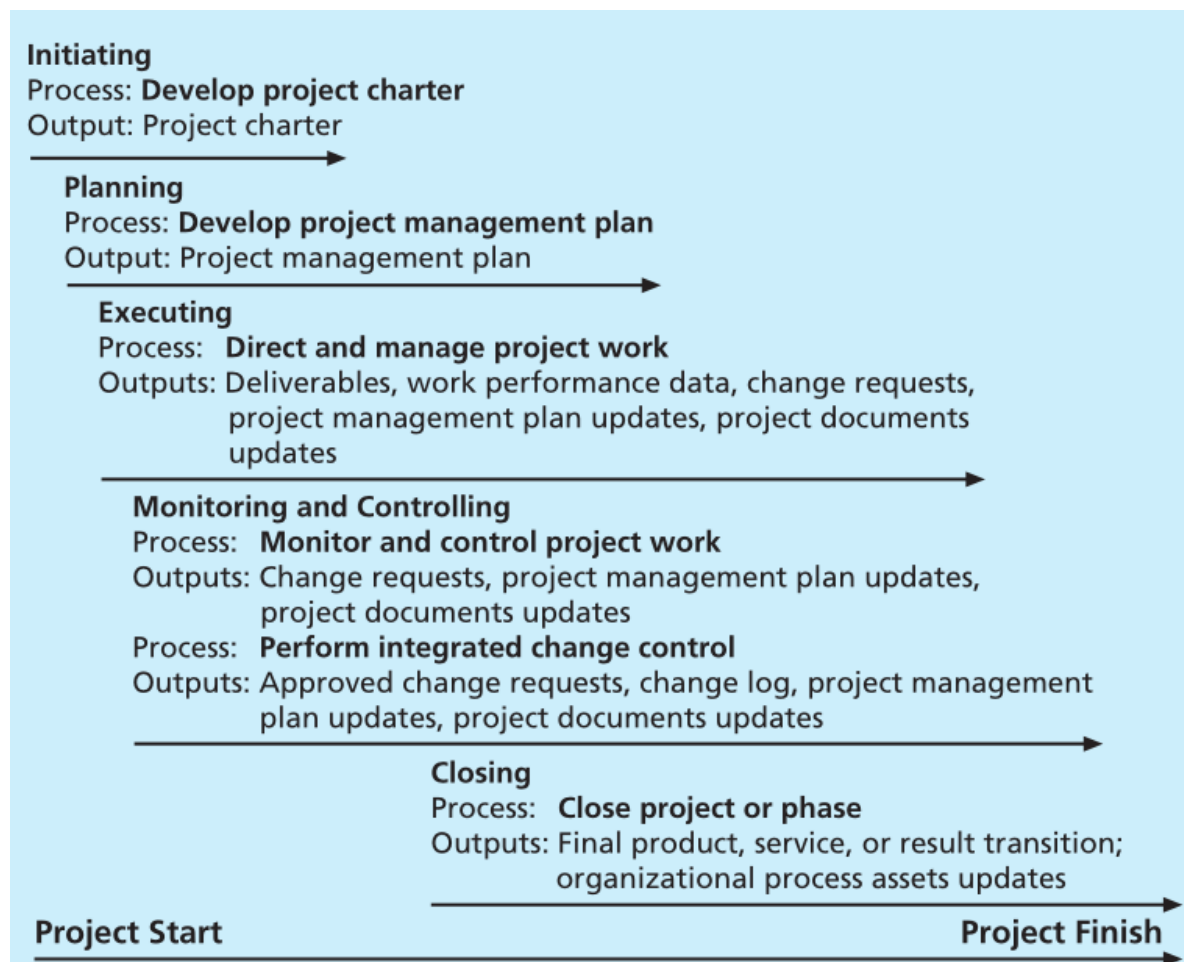 Initiating
Process: Develop project charter
Output: Project charter
Planning
Process: Develop project management plan
Output: Project management plan
Executing
Process: Direct and manage project work
Outputs: Deliverables, work performance data, change requests,
project management plan updates, project documents
updates
Monitoring and Controlling
Process: Monitor and control project work
Outputs: Change requests, project management plan updates,
project documents updates
Process: Perform integrated change control
Outputs: Approved change requests, change log, project management
plan updates, project documents updates
Closing
Process: Close project or phase
Outputs: Final product, service, or result transition;
organizational process assets updates
Project Start Project Finish